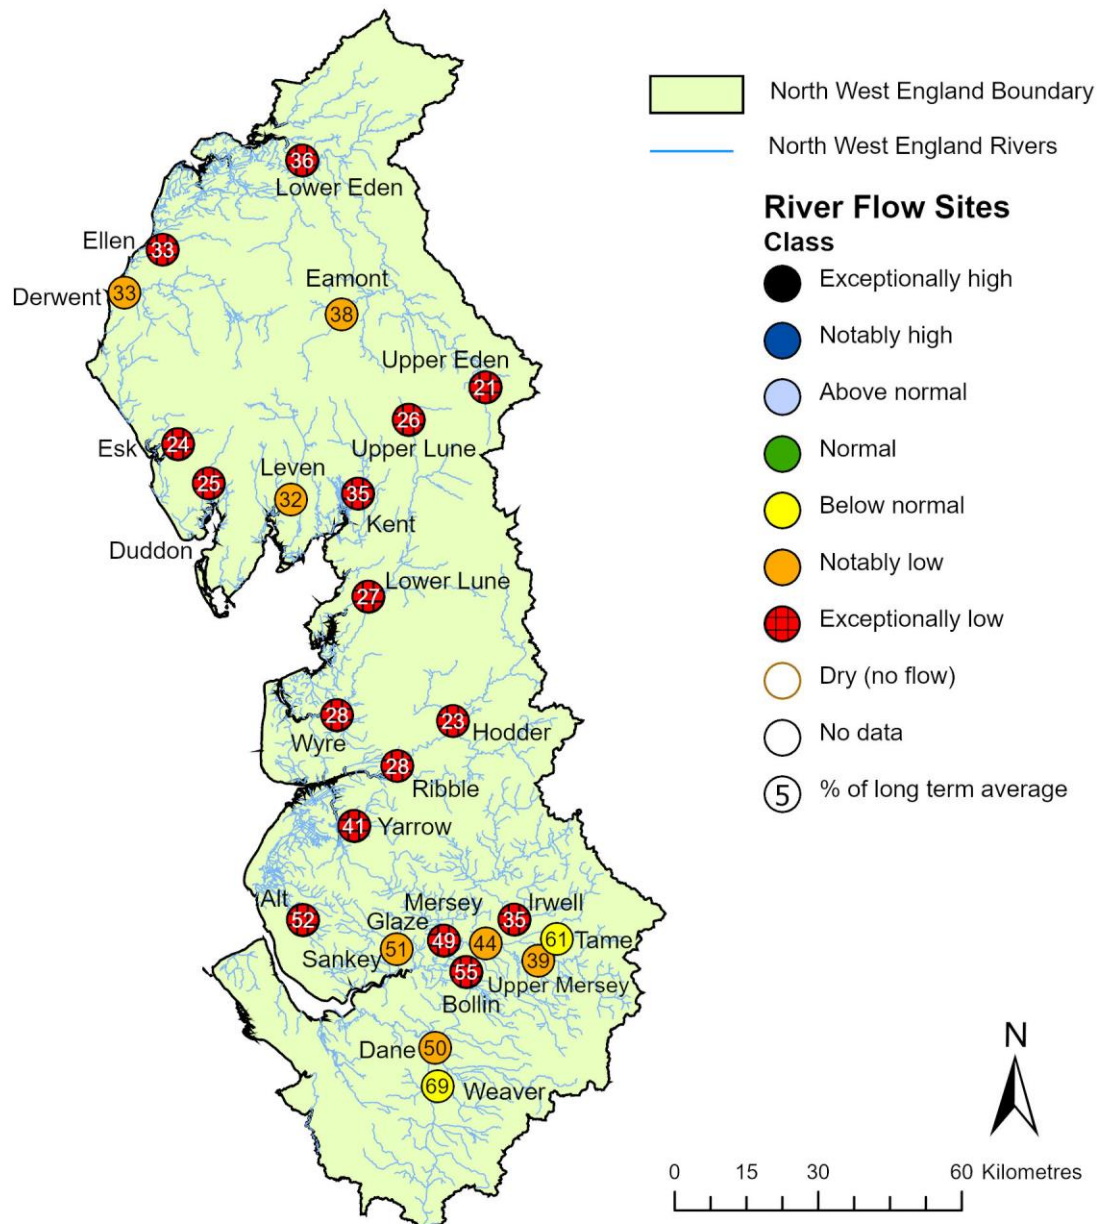 North West England Boundary
North West England Rivers
River Flow Sites
Class
Exceptionally high
Notably high
Above normal
Normal
Below normal
Notably low
Exceptionally low
Dry (no flow)
No data
5 % of long term average
36
Lower Eden
Ellen 33
Derwent 33
Eamont
38
Upper Eden
21
26
Upper Lune
Esk 24
25
Duddon
Leven
32
35
Kent
Lower Lune
27
28
Wyre
23
Hodder
28
Ribble
41 Yarrow
Alt
52
Mersey
Glaze
Irwell
35
61 Tame
49
44
Sankey 51
39
Upper Mersey
55
Bollin
Dane 50
69 Weaver
N
0 15 30 60 Kilometres